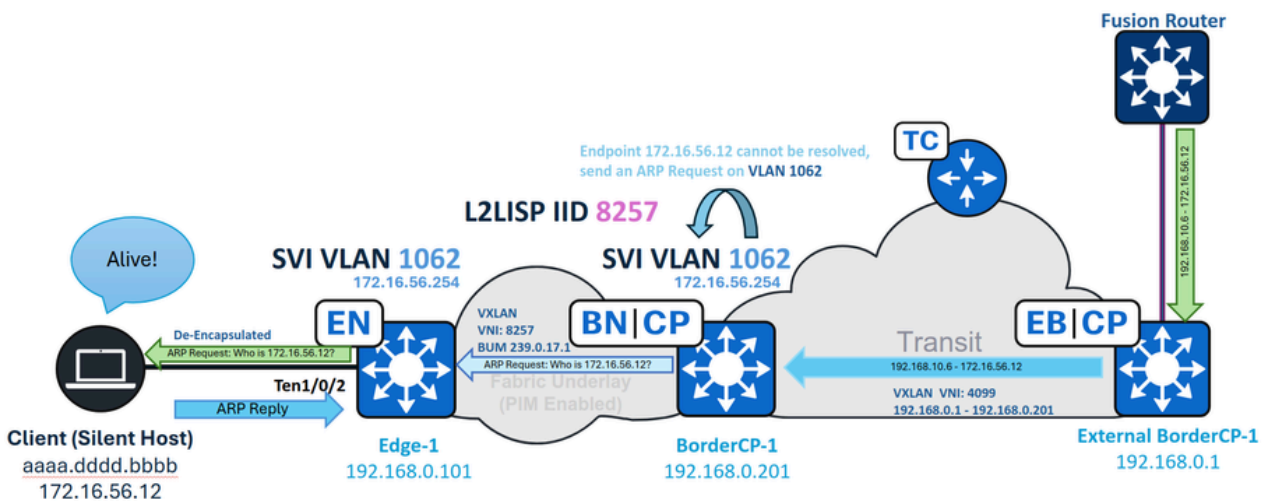 Fusion Router
192.168.10.6 - 172.16.56.12
TC
Endpoint 172.16.56.12 cannot be resolved,
send an ARP Request on VLAN 1062
L2LISP IID 8257
Alive!
SVI VLAN 1062
172.16.56.254
SVI VLAN 1062
172.16.56.254
EN
VXLAN
VNI: 8257
BUM 239.0.17.1
BN|CP
EB|CP
De-Encapsulated
ARP Request: Who is 172.16.56.12?
ARP Request: Who is 172.16.56.12?
Transit
192.168.10.6 - 172.16.56.12
Ten1/0/2
Fabric Underlay
(PIM Enabled)
VXLAN VNI: 4099
192.168.0.1 - 192.168.0.201
ARP Reply
Client (Silent Host)
aaaa.dddd.bbbb
172.16.56.12
Edge-1
192.168.0.101
BorderCP-1
192.168.0.201
External BorderCP-1
192.168.0.1